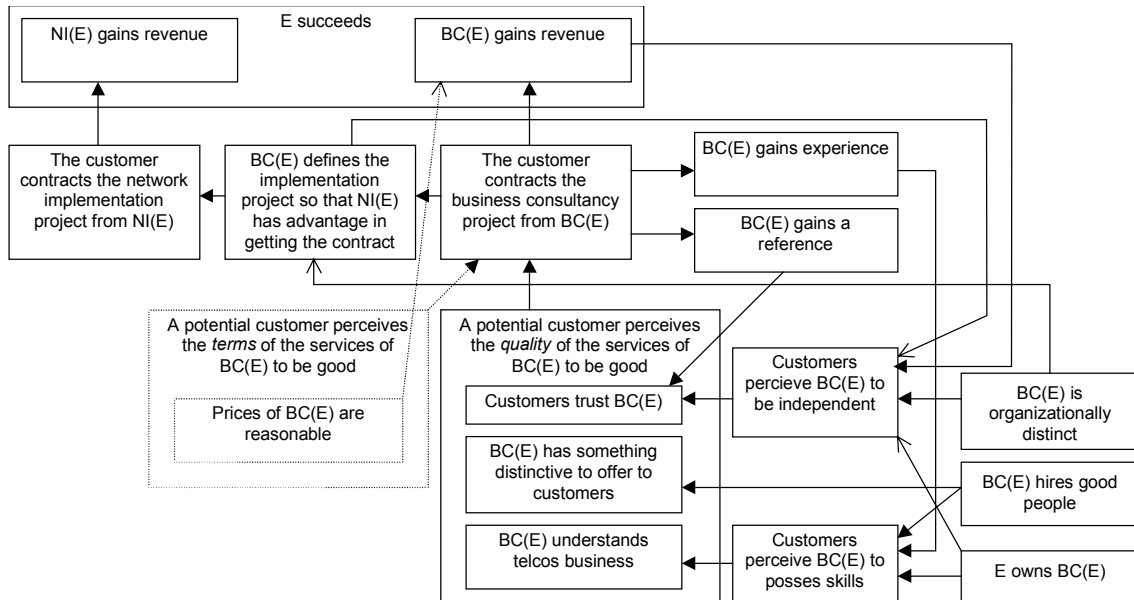 E succeeds
NI(E) gains revenue
BC(E) gains revenue
The customer
contracts the network
implementation
project from NI(E)
BC(E) defines the
implementation
project so that NI(E)
has advantage in
getting the contract
The customer
contracts the
business consultancy
project from BC(E)
BC(E) gains experience
BC(E) gains a
reference
A potential customer perceives
the terms of the services of
BC(E) to be good
Prices of BC(E) are
reasonable
A potential customer perceives
the quality of the services of
BC(E) to be good
Customers trust BC(E)
BC(E) has something
distinctive to offer to
customers
BC(E) understands
telcos business
Customers
percieve BC(E) to
be independent
Customers
perceive BC(E) to
posses skills
BC(E) is
organizationally
distinct
BC(E) hires good
people
E owns BC(E)